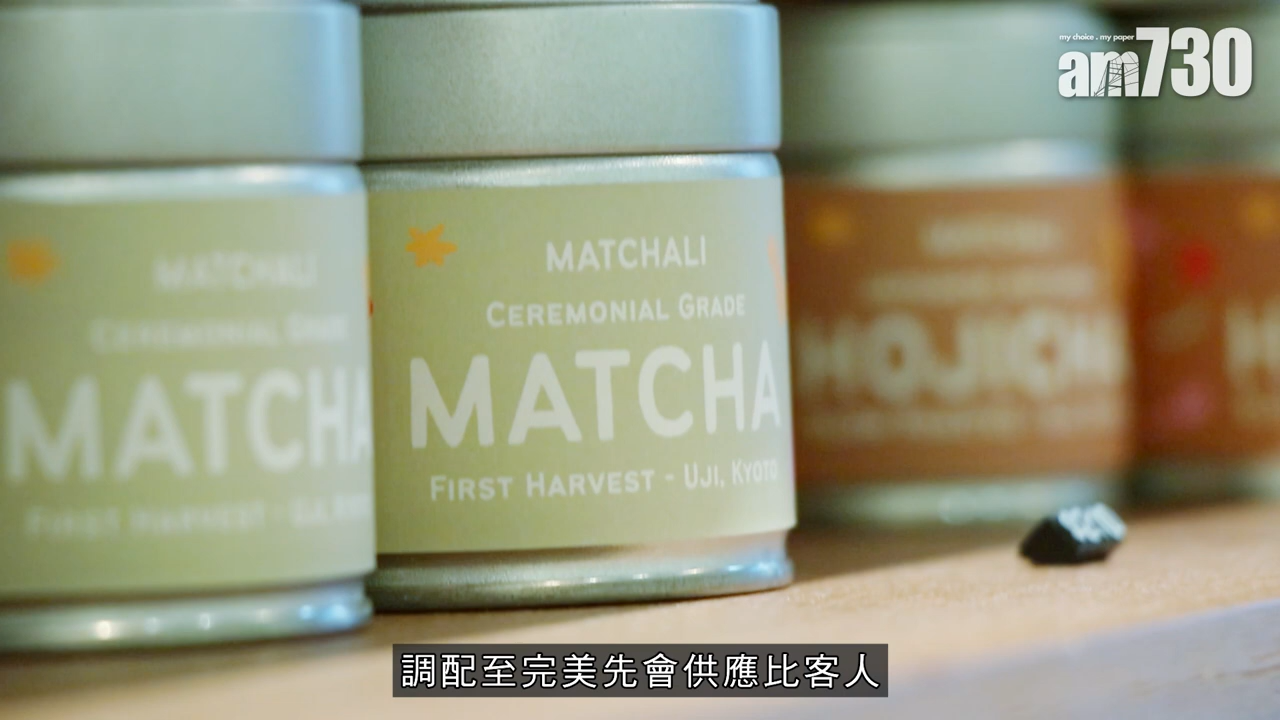 my choice . my paper
am730
MATCHALI
CEREMONIAL GRADE
MATCHA
FIRST HARVEST - UJI, KYOTO
MATCHALI
MATCHA
HOJICH
調配至完美先會供應比客人